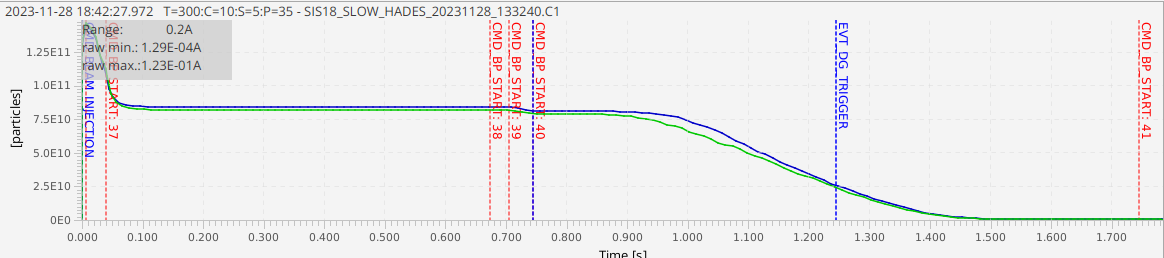 2023-11-28 18:42:27.972 T=300:C=10:S=5:P=35 - SIS18_SLOW_HADES_20231128_133240.C1
Range: 0.2A
raw min.: 1.29E-04A
raw max.:1.23E-01A
1.25E11
1.0E11
7.5E10
5.0E10
2.5E10
0E0
[particles]
INJECTION
START: 37
CMD_BP_START: 38
CMD_BP_START: 39
CMD_BP_START: 40
EVT_DG_TRIGGER
CMD_BP_START: 41
0.000 0.100 0.200 0.300 0.400 0.500 0.600 0.700 0.800 0.900 1.000 1.100 1.200 1.300 1.400 1.500 1.600 1.700
Time [s]